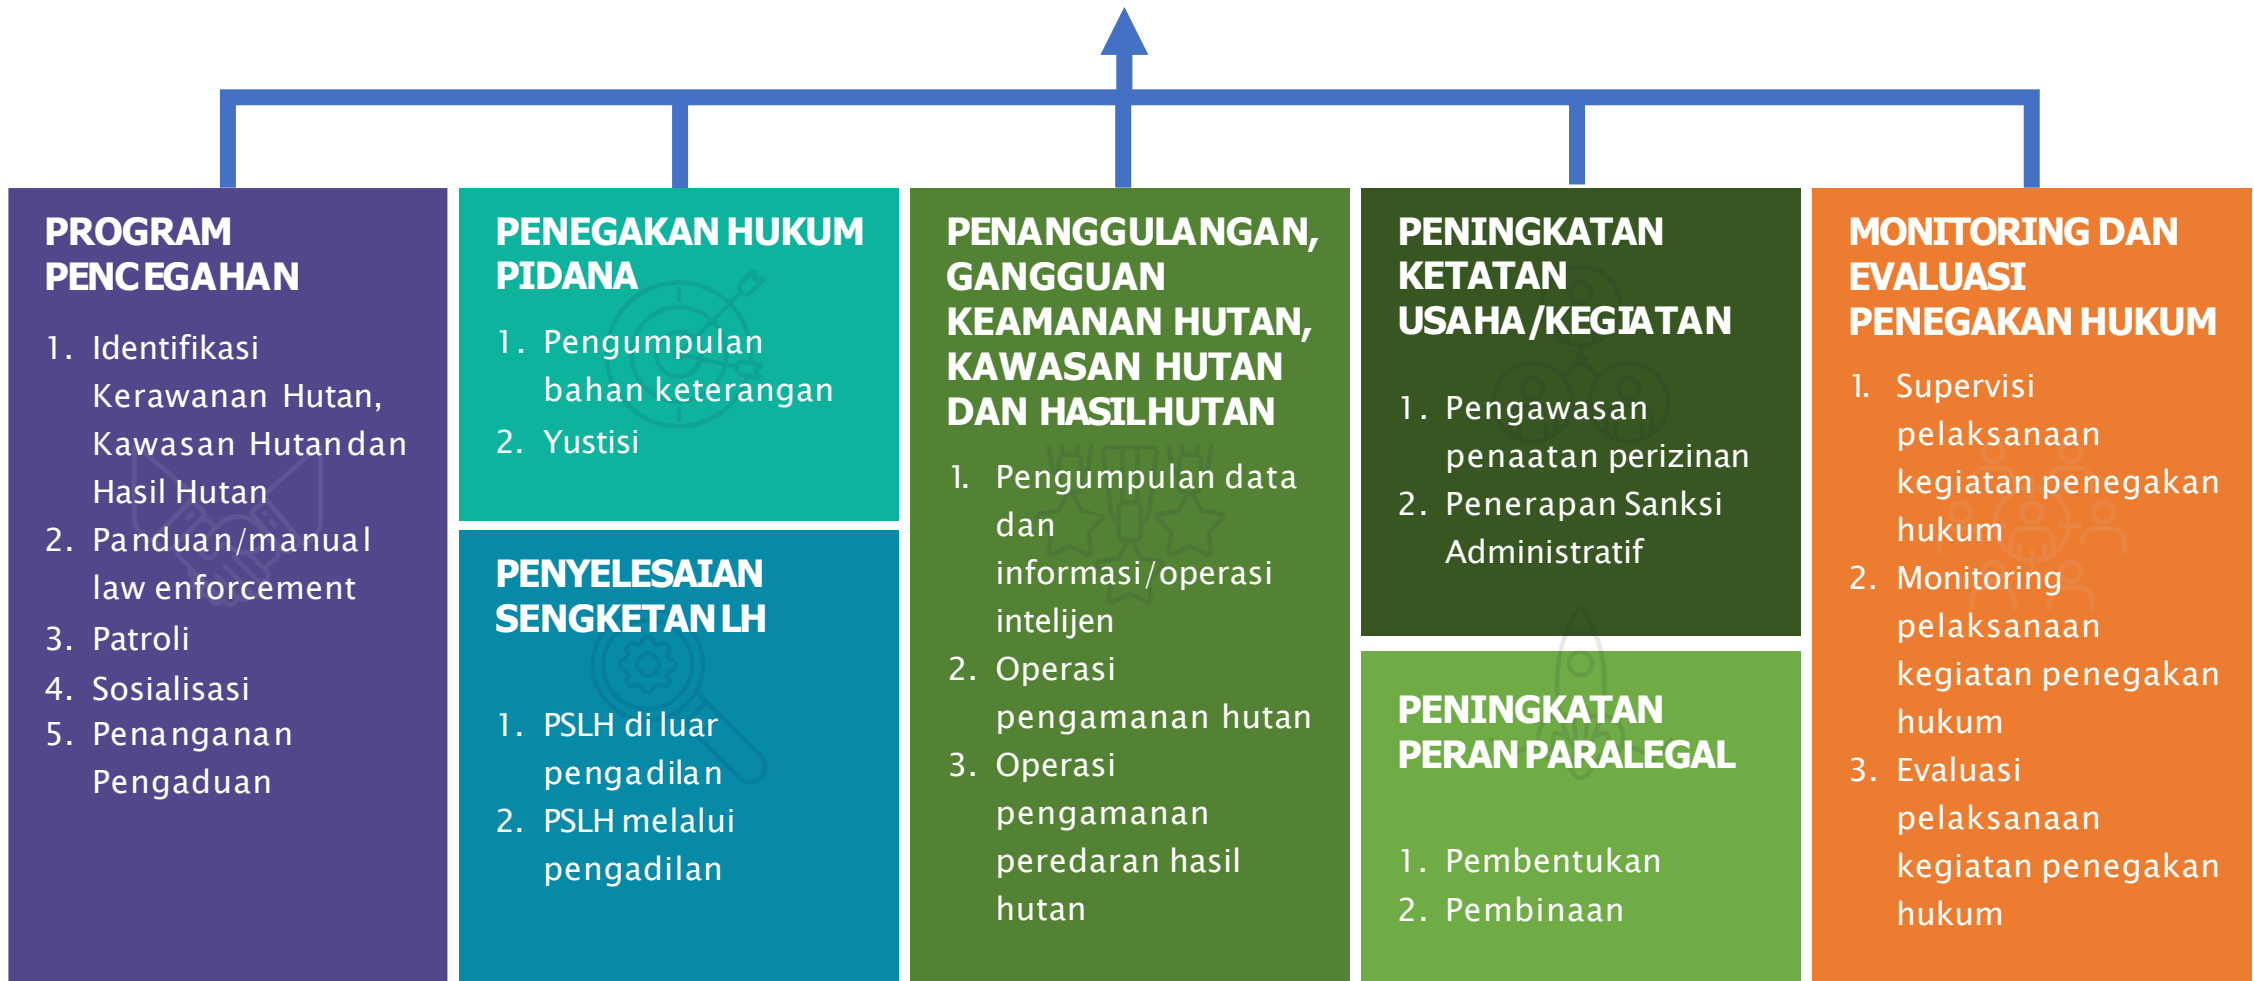 PROGRAM
PENCEGAHAN
1. Identifikasi
Kerawanan Hutan,
Kawasan Hutan dan
Hasil Hutan
2. Panduan/manual
law enforcement
3. Patroli
4. Sosialisasi
5. Penanganan
Pengaduan
PENEGAKAN HUKUM
PIDANA
1. Pengumpulan
bahan keterangan
2. Yustisi
PENYELESAIAN
SENGKETAN LH
1. PSLH di luar
pengadilan
2. PSLH melalui
pengadilan
PENANGGULANGAN,
GANGGUAN
KEAMANAN HUTAN,
KAWASAN HUTAN
DAN HASILHUTAN
1. Pengumpulan data
dan
informasi/operasi
intelijen
2. Operasi
pengamanan hutan
3. Operasi
pengamanan
peredaran hasil
hutan
PENINGKATAN
KETATAN
USAHA/KEGIATAN
1. Pengawasan
penaatan perizinan
2. Penerapan Sanksi
Administratif
PENINGKATAN
PERAN PARALEGAL
1. Pembentukan
2. Pembinaan
MONITORING DAN
EVALUASI
PENEGAKAN HUKUM
1. Supervisi
pelaksanaan
kegiatan penegakan
hukum
2. Monitoring
pelaksanaan
kegiatan penegakan
hukum
3. Evaluasi
pelaksanaan
kegiatan penegakan
hukum